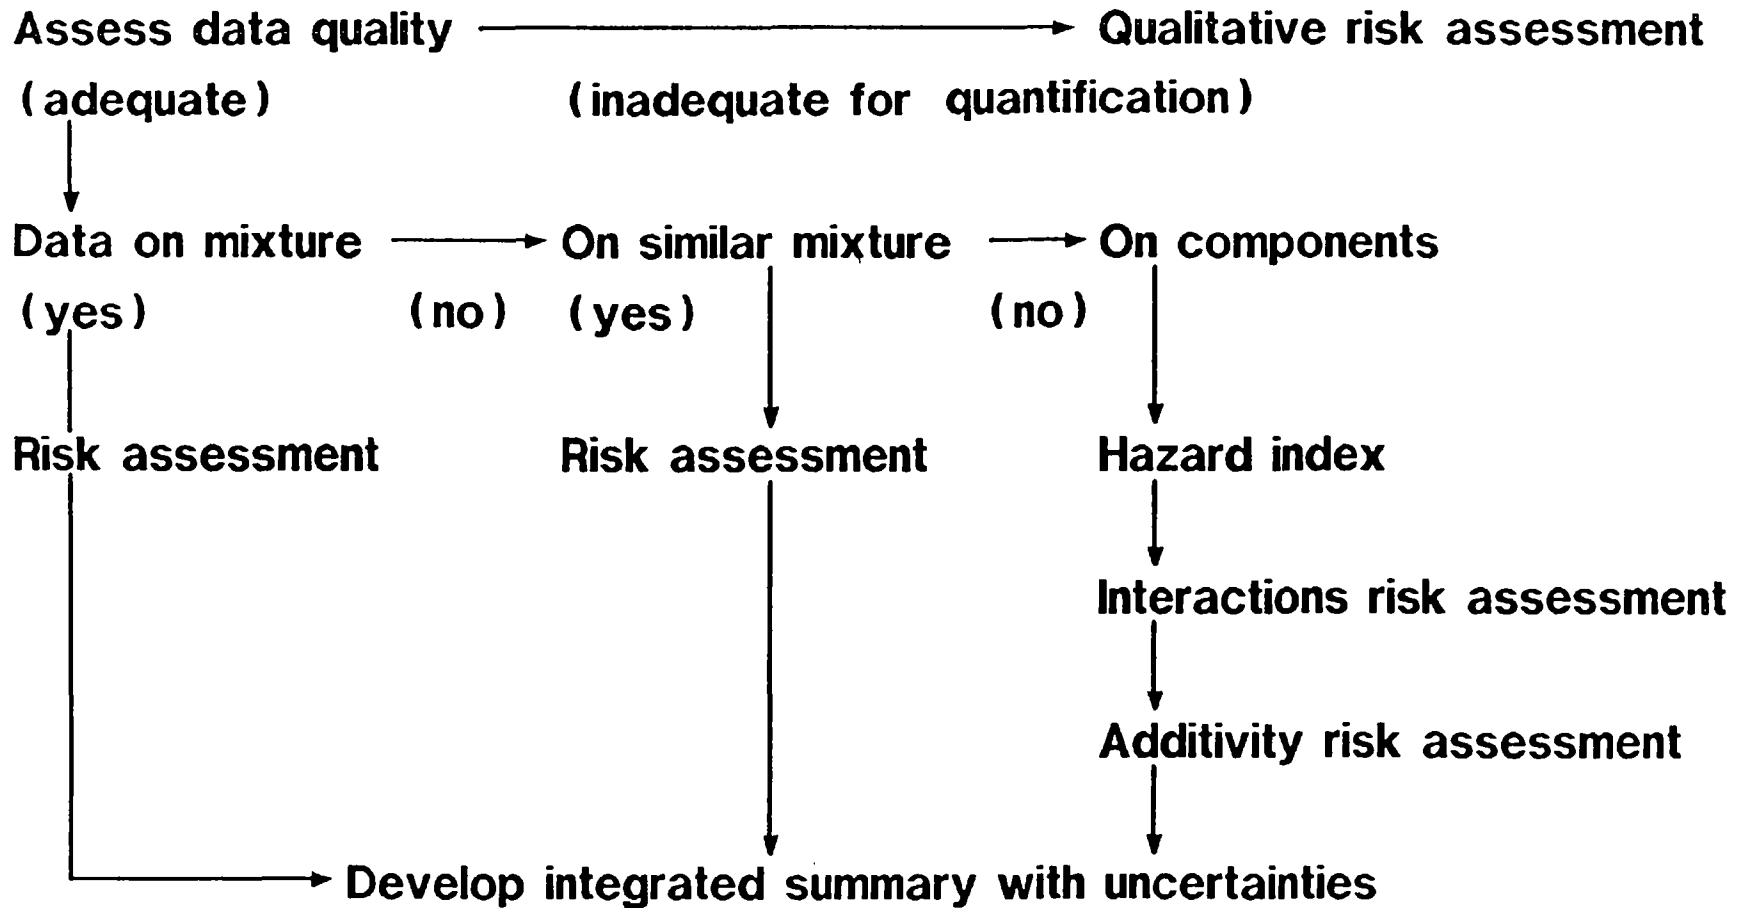 Assess data quality Qualitative risk assessment
(adequate) (inadequate for quantification)
Data on mixture On similar mixture On components
(yes) (no) (yes) (no)
Risk assessment Risk assessment Hazard index
Interactions risk assessment
Additivity risk assessment
Develop integrated summary with uncertainties